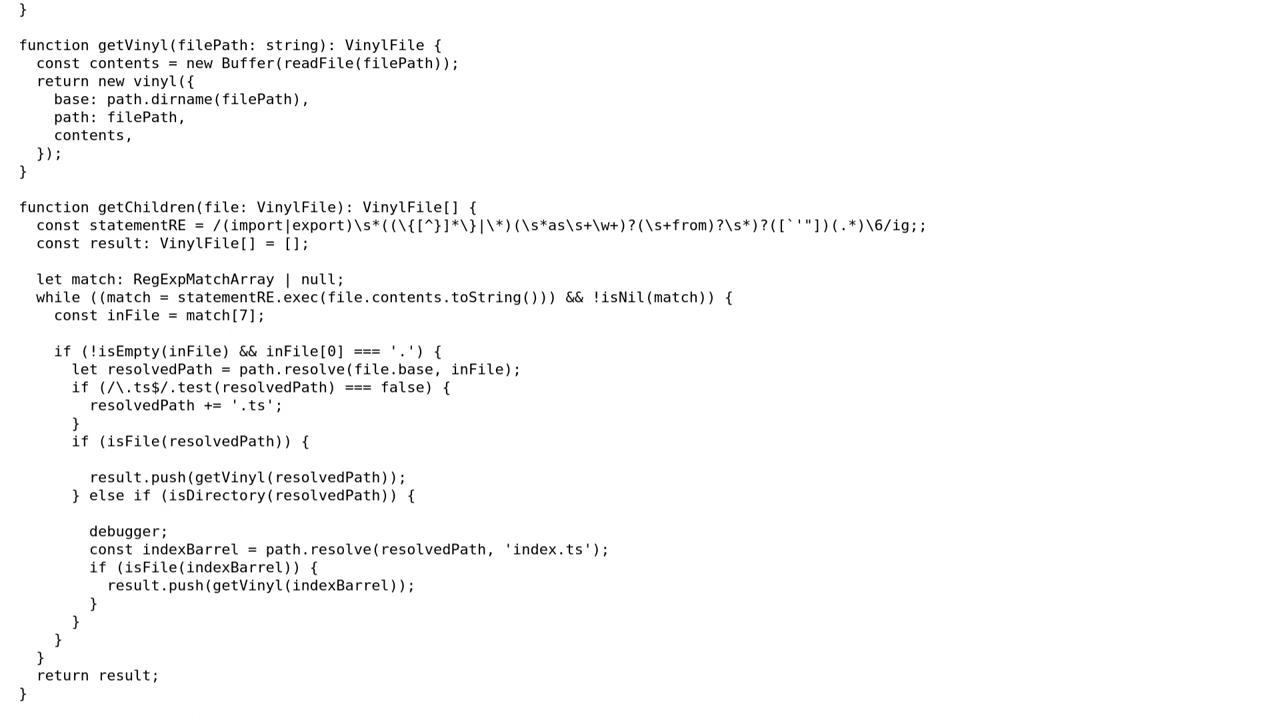 }

function getVinyl(filePath: string): VinylFile {
  const contents = new Buffer(readFile(filePath));
  return new vinyl({
    base: path.dirname(filePath),
    path: filePath,
    contents,
  });
}

function getChildren(file: VinylFile): VinylFile[] {
  const statementRE = /(import|export)\s*((\{[^}]*\}|\*)(\s*as\s+\w+)?(\s+from)?\s*)?([`'"])(.*)\6/ig;;
  const result: VinylFile[] = [];

  let match: RegExpMatchArray | null;
  while ((match = statementRE.exec(file.contents.toString())) && !isNil(match)) {
    const inFile = match[7];

    if (!isEmpty(inFile) && inFile[0] === '.') {
      let resolvedPath = path.resolve(file.base, inFile);
      if (/\.ts$/.test(resolvedPath) === false) {
        resolvedPath += '.ts';
      }
      if (isFile(resolvedPath)) {

        result.push(getVinyl(resolvedPath));
      } else if (isDirectory(resolvedPath)) {

        debugger;
        const indexBarrel = path.resolve(resolvedPath, 'index.ts');
        if (isFile(indexBarrel)) {
          result.push(getVinyl(indexBarrel));
        }
      }
    }
  }
  return result;
}